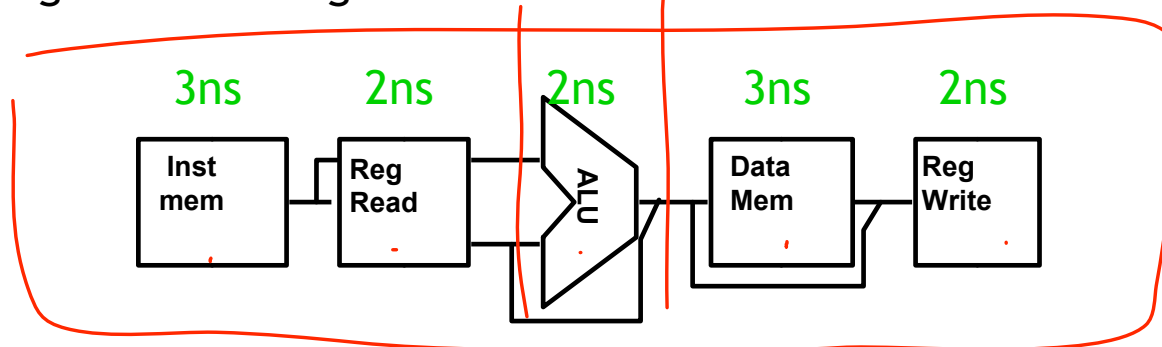 3ns 2ns 2ns 3ns 2ns
Inst
mem
Reg
Read
ALU
Data
Mem
Reg
Write